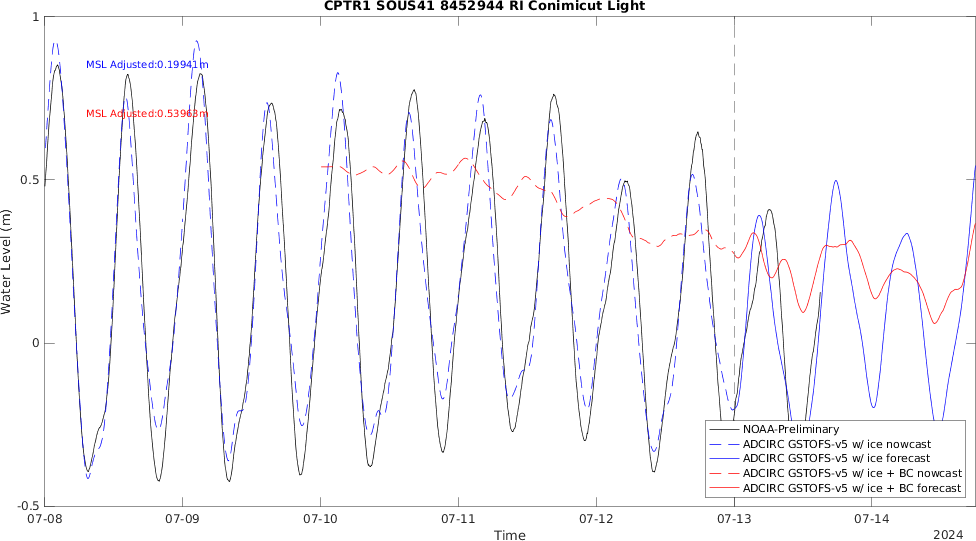 CPTR1 SOUS41 8452944 RI Conimicut Light
1
MSL Adjusted:0.19941m
MSL Adjusted:0.53963m
0.5
Water Level (m)
0
NOAA-Preliminary
ADCIRC GSTOFS-v5 w/ ice nowcast
ADCIRC GSTOFS-v5 w/ ice forecast
ADCIRC GSTOFS-v5 w/ice + BC nowcast
ADCIRC GSTOFS-v5 w/ice + BC forecast
-0.5
07-08 07-09 07-10 07-11 07-12 07-13 07-14
Time
2024